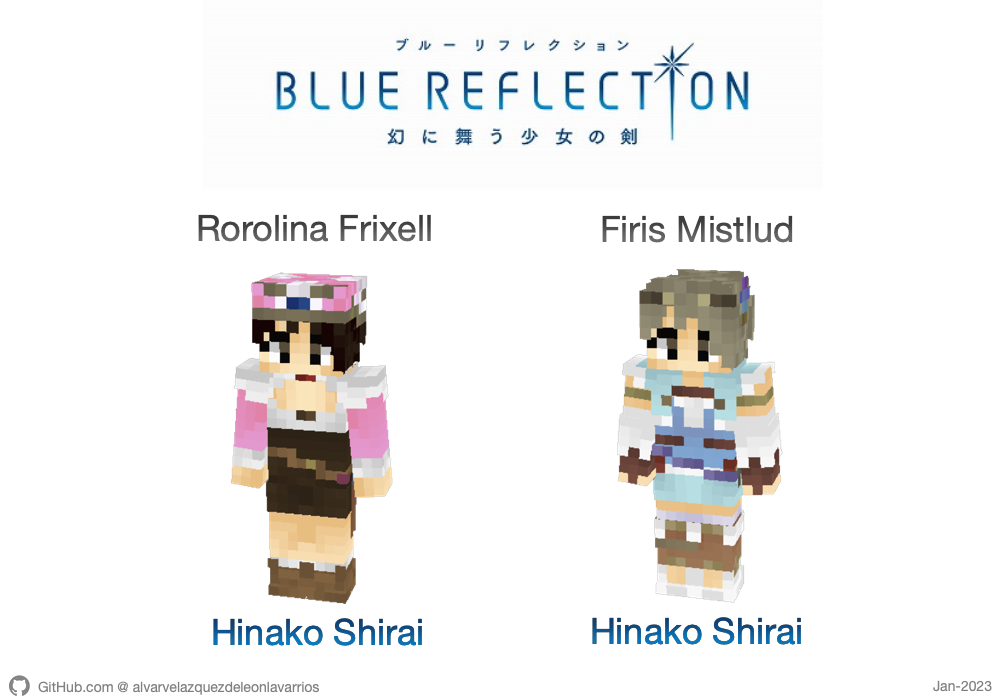 ブルー リフレクション
BLUE REFLECTION
幻に舞う少女の剣
Rorolina Frixell
Firis Mistlud
Hinako Shirai
Hinako Shirai
GitHub.com @ alvarvelazquezdeleonlavarrios
Jan-2023